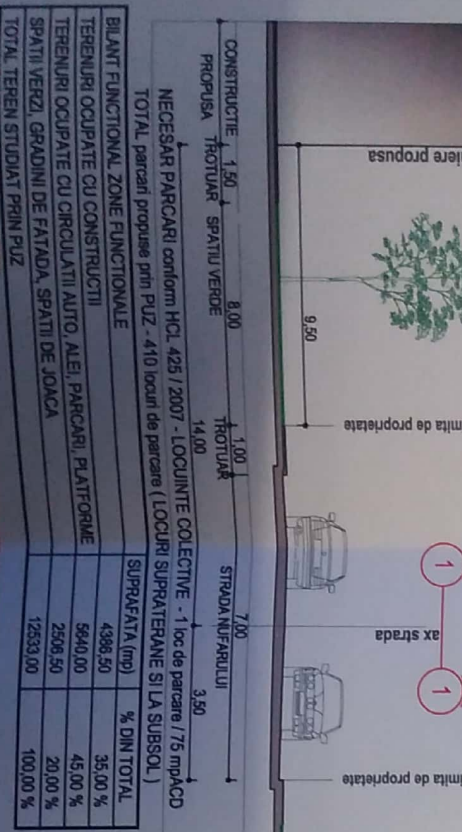 iere propusa
mita de proprietate
ax strada
mita de proprietate
1 1
9,50
CONSTRUCTIE PROPUSA
1,50 TROTUAR
8,00 SPATIU VERDE
1,00 TROTUAR
7,00 STRADA NUFARULUI
14,00
3,50
NECESAR PARCARI conform HCL 425 / 2007 - LOCUINTE COLECTIVE - 1 loc de parcare / 75 mpACD
TOTAL parcari propuse prin PUZ - 410 locuri de parcare ( LOCURI SUPRATERANE SI LA SUBSOL )
BILANT FUNCTIONAL ZONE FUNCTIONALE SUPRAFATA (mp) % DIN TOTAL
TERENURI OCUPATE CU CONSTRUCTII 4386,50 35,00 %
TERENURI OCUPATE CU CIRCULATII AUTO, ALEI, PARCARI, PLATFORME 5640,00 45,00 %
SPATII VERZI, GRADINI DE FATADA, SPATII DE JOACA 2506,50 20,00 %
TOTAL TEREN STUDIAT PRIN PUZ 12533,00 100,00 %